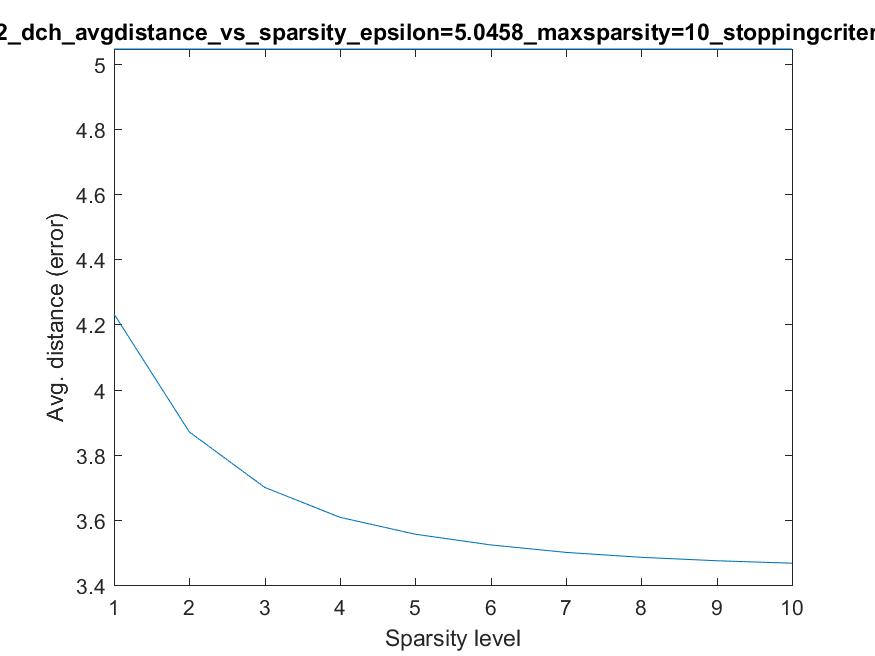 2_dch_avgdistance_vs_sparsity_epsilon=5.0458_maxsparsity=10_stoppingcriter
5
4.8
4.6
4.4
4.2
4
3.8
3.6
3.4
Avg. distance (error)
1 2 3 4 5 6 7 8 9 10
Sparsity level